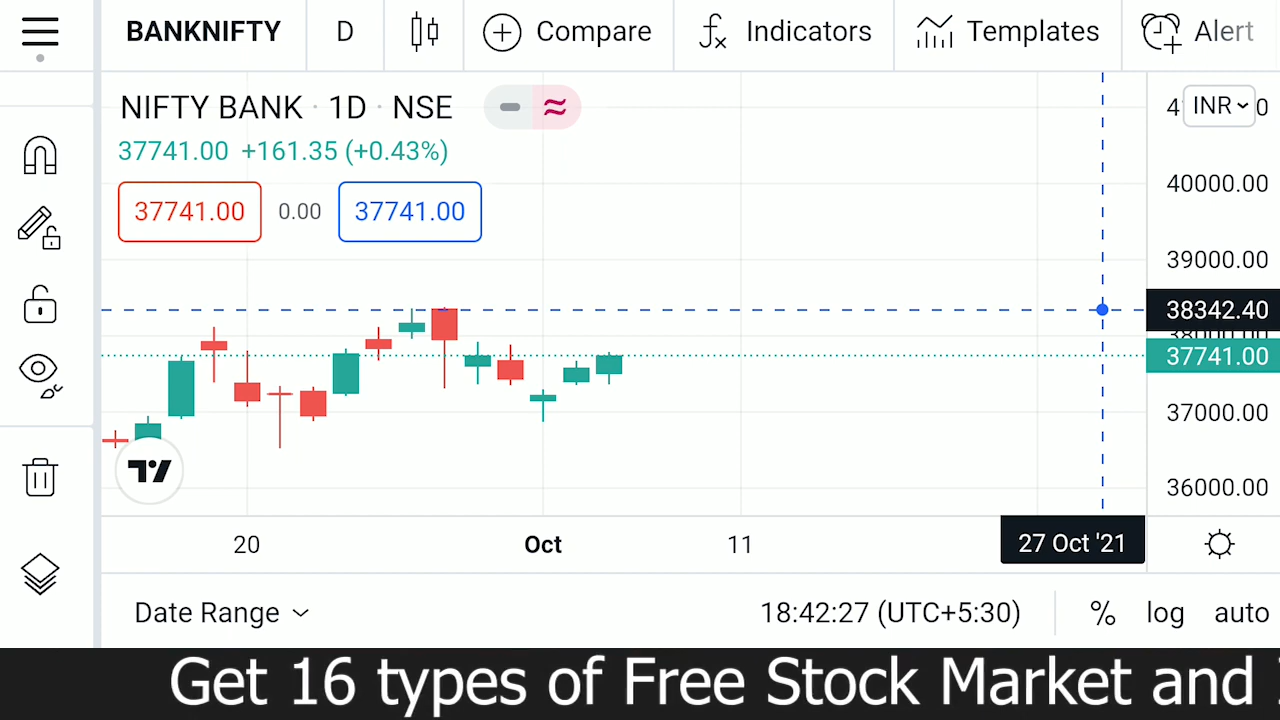 BANKNIFTY D Compare Indicators Templates Alert
NIFTY BANK · 1D · NSE
INR
37741.00 +161.35 (+0.43%)
40000.00
37741.00 0.00 37741.00
39000.00
38342.40
38000.00
37741.00
37000.00
36000.00
20 Oct 11 27 Oct '21
Date Range 18:42:27 (UTC+5:30) % log auto
Get 16 types of Free Stock Market and